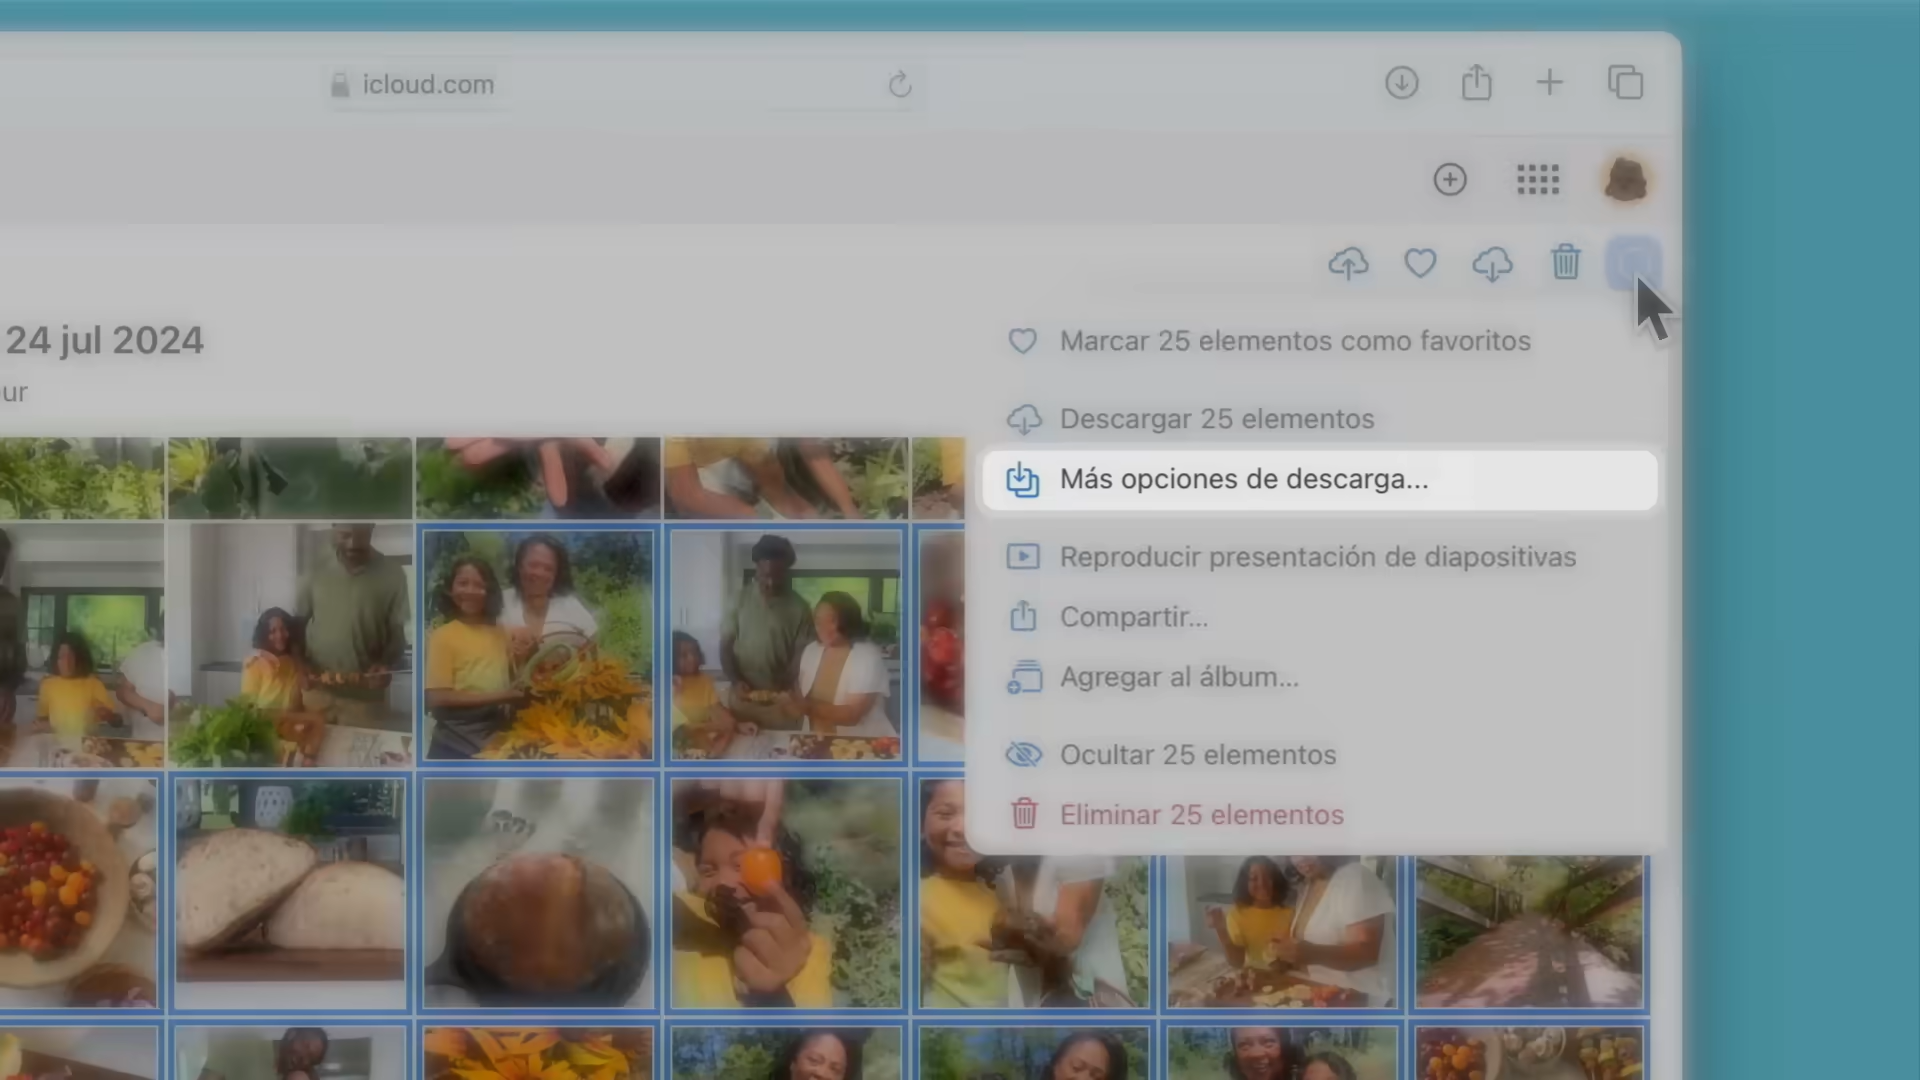 icloud.com
24 jul 2024
ur
Marcar 25 elementos como favoritos
Descargar 25 elementos
Más opciones de descarga...
Reproducir presentación de diapositivas
Compartir...
Agregar al álbum...
Ocultar 25 elementos
Eliminar 25 elementos